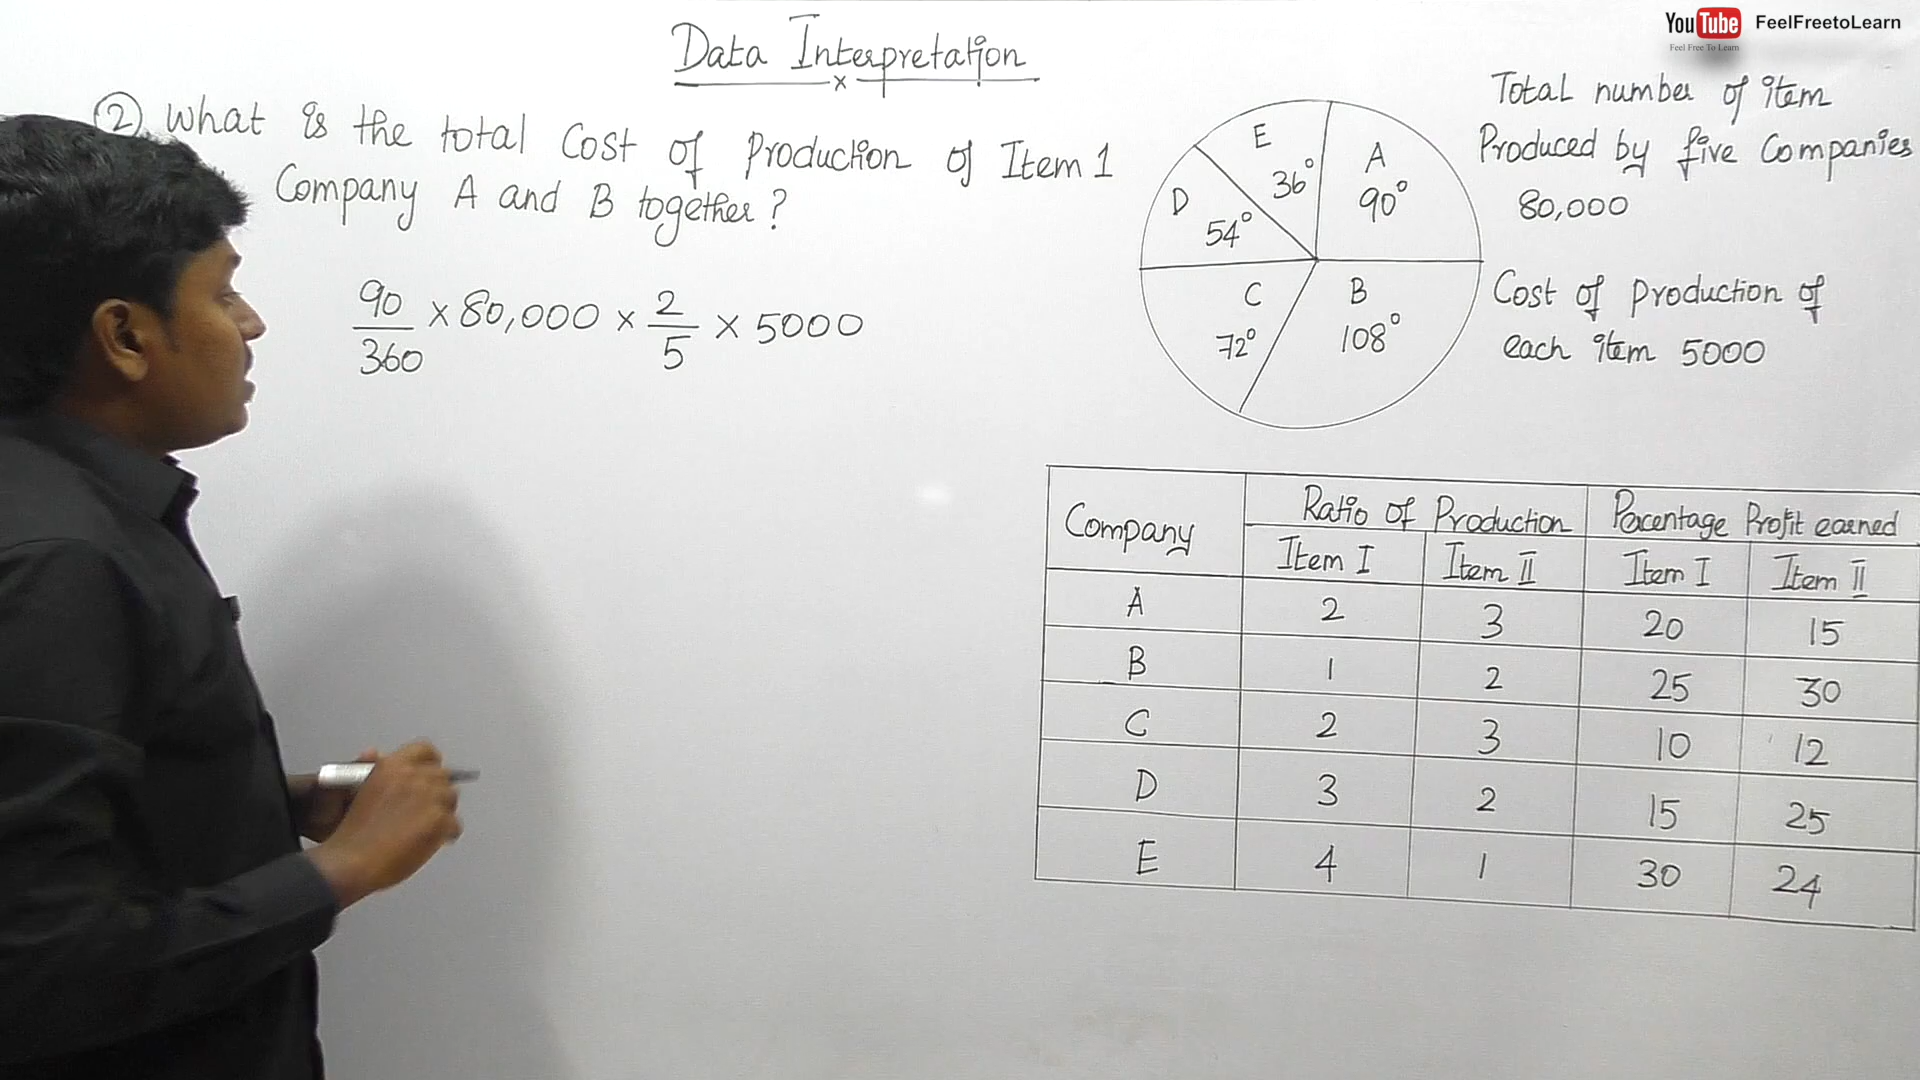 YouTube FeelFreetoLearn
Feel Free To Learn
Data Interpretation
x
② What is the total Cost of Production of Item 1
Company A and B together?
90/360 × 80,000 × 2/5 × 5000
E
36°
A
90°
D
54°
C
72°
B
108°
Total number of item
Produced by five Companies
80,000
Cost of production of
each item 5000
Company Ratio of Production Percentage Profit earned
Item I Item II Item I Item II
A 2 3 20 15
B 1 2 25 30
C 2 3 10 12
D 3 2 15 25
E 4 1 30 24